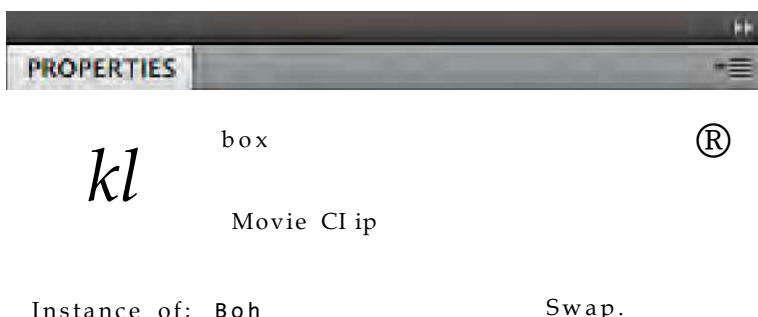 PROPERTIES
box
®
kl
Movie CI ip
Instance of; Boh Swap.